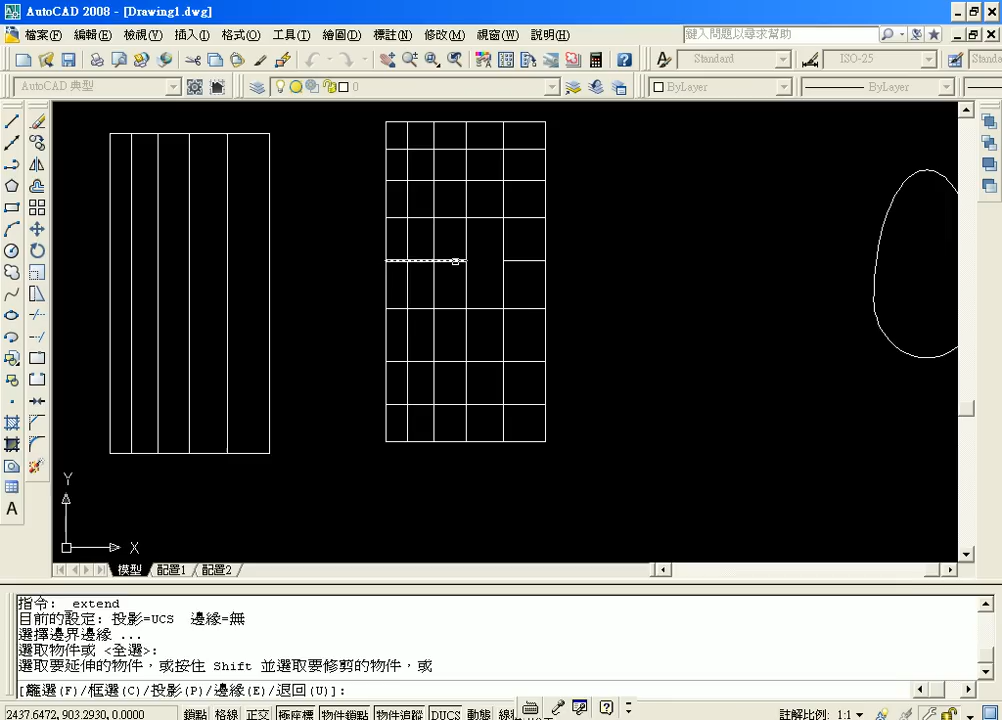 AutoCAD 2008 - [Drawing1.dwg]
檔案(F) 編輯(E) 檢視(V) 插入(I) 格式(O) 工具(T) 繪圖(D) 標註(N) 修改(M) 視窗(W) 說明(H) 鍵入問題以尋求幫助
Standard ISO-25 Standa
AutoCAD 典型 0 ByLayer ByLayer
Y
X
模型 配置1 配置2
指令: _extend
目前的設定: 投影=UCS 邊緣=無
選擇邊界邊緣 ...
選取物件或 <全選>:
選取要延伸的物件，或按住 Shift 並選取要修剪的物件，或
[籬選(F)/框選(C)/投影(P)/邊緣(E)/退回(U)]:
2437.6472, 903.2930, 0.0000 鎖點 格線 正交 極座標 物件鎖點 物件追蹤 DUCS 動態 註解比例: 1:1